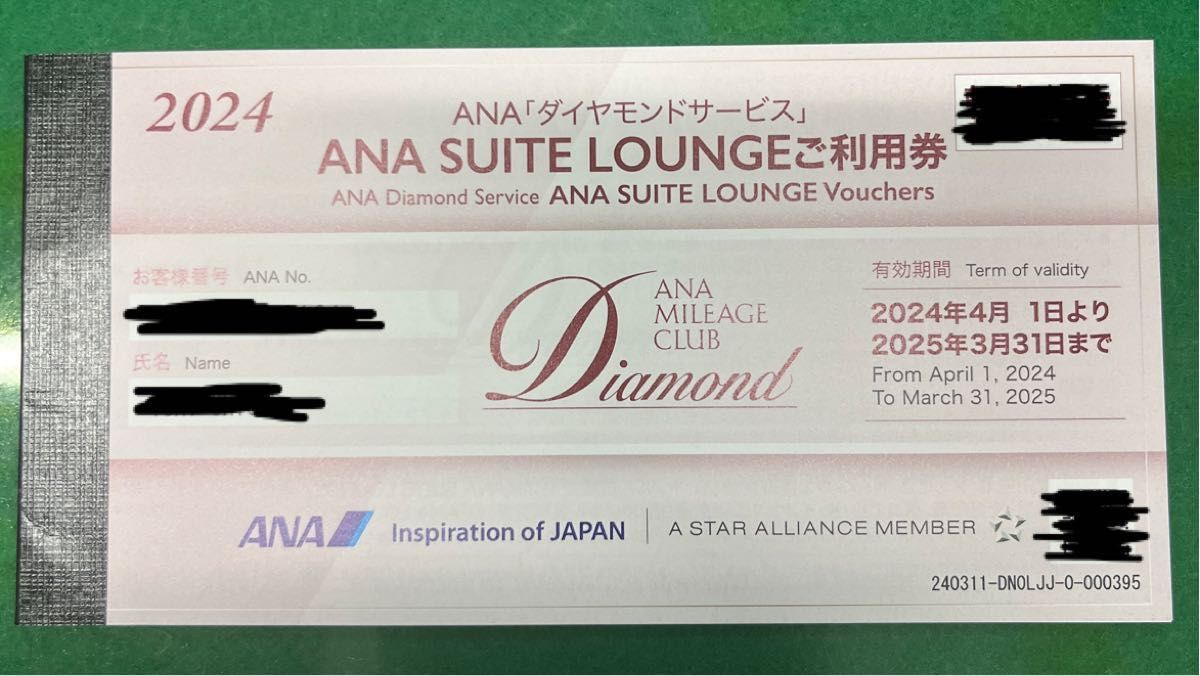 2024
ANA「ダイヤモンドサービス」
ANA SUITE LOUNGEご利用券
ANA Diamond Service ANA SUITE LOUNGE Vouchers
お客様番号 ANA No.
氏名 Name
ANA
MILEAGE
CLUB
Diamond
有効期間 Term of validity
2024年4月 1日より
2025年3月31日まで
From April 1, 2024
To March 31, 2025
ANA Inspiration of JAPAN
A STAR ALLIANCE MEMBER
240311-DN0LJJ-0-000395